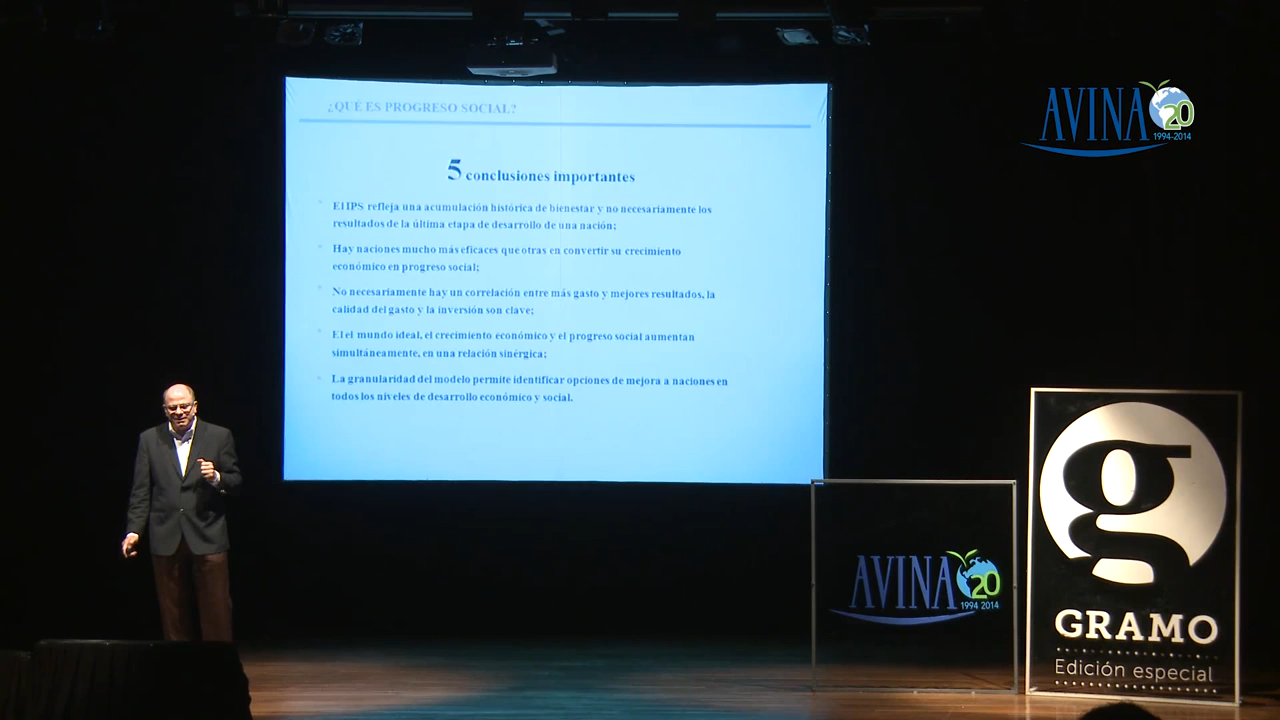 ¿QUÉ ES PROGRESO SOCIAL?
5 conclusiones importantes
El IPS refleja una acumulación histórica de bienestar y no necesariamente los
resultados de la última etapa de desarrollo de una nación;
Hay naciones mucho más eficaces que otras en convertir su crecimiento
económico en progreso social;
No necesariamente hay un correlación entre más gasto y mejores resultados, la
calidad del gasto y la inversión son clave;
El el mundo ideal, el crecimiento económico y el progreso social aumentan
simultáneamente, en una relación sinérgica;
La granularidad del modelo permite identificar opciones de mejora a naciones en
todos los niveles de desarrollo económico y social.
AVINA 20
1994-2014
AVINA 20
1994 2014
g
GRAMO
Edición especial